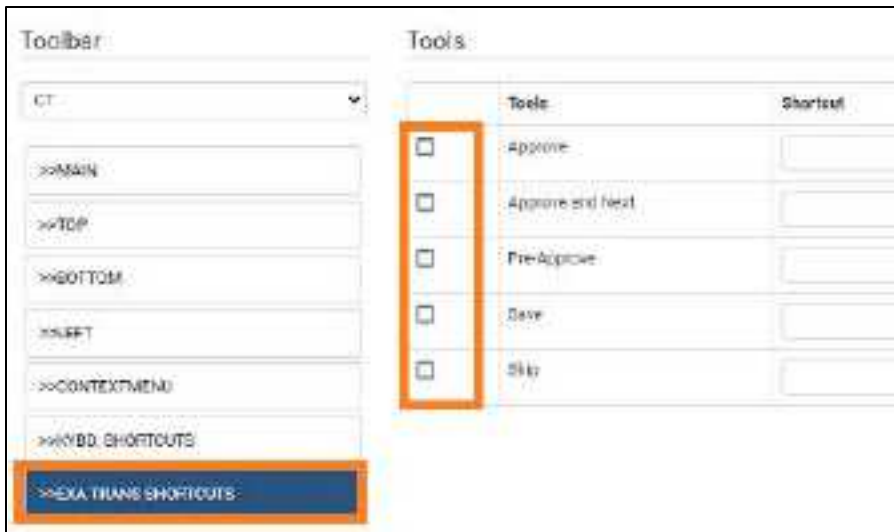 Toolbar
CT
>>MAIN
>>TOP
>>BOTTOM
>>LEFT
>>CONTEXTMENU
>>KYBD. SHORTCUTS
>>EXA TRANS SHORTCUTS
Tools
Tools Shortcut
Approve
Approve and Next
Pre-Approve
Save
Skip